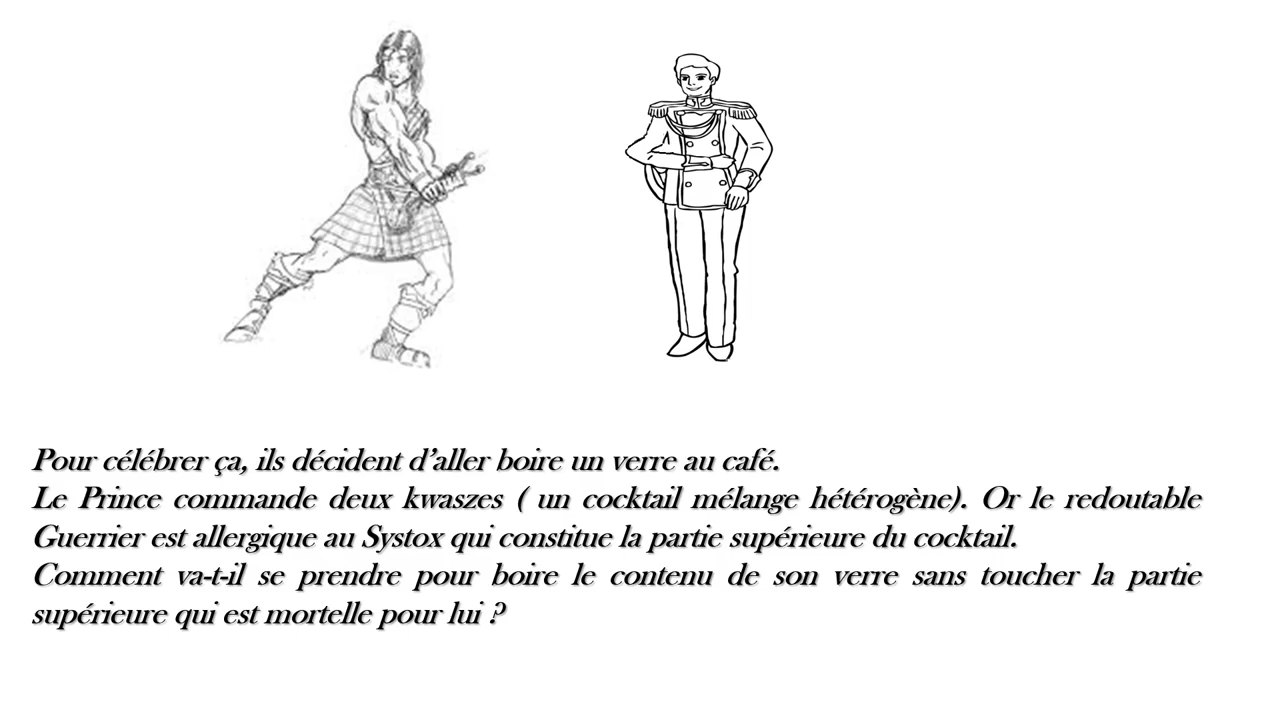 Pour célébrer ça, ils décident d’aller boire un verre au café.
Le Prince commande deux kwaszes ( un cocktail mélange hétérogène). Or le redoutable
Guerrier est allergique au Systox qui constitue la partie supérieure du cocktail.
Comment va-t-il se prendre pour boire le contenu de son verre sans toucher la partie
supérieure qui est mortelle pour lui ?